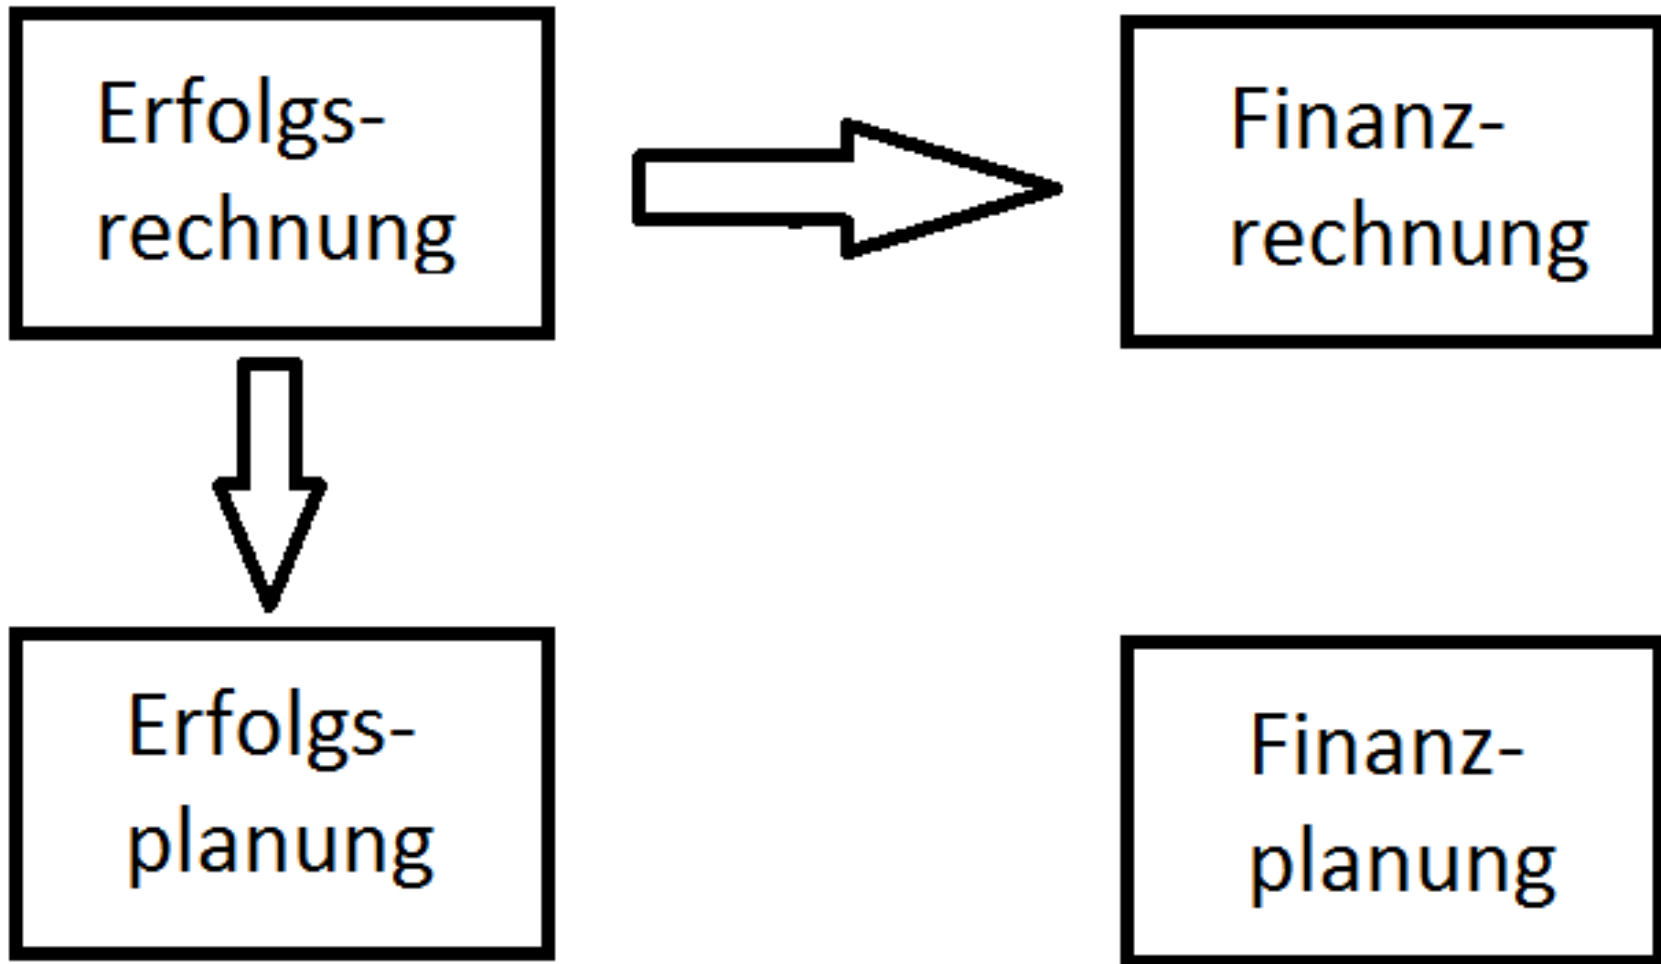 Erfolgs-
rechnung
Finanz-
rechnung
Erfolgs-
planung
Finanz-
planung